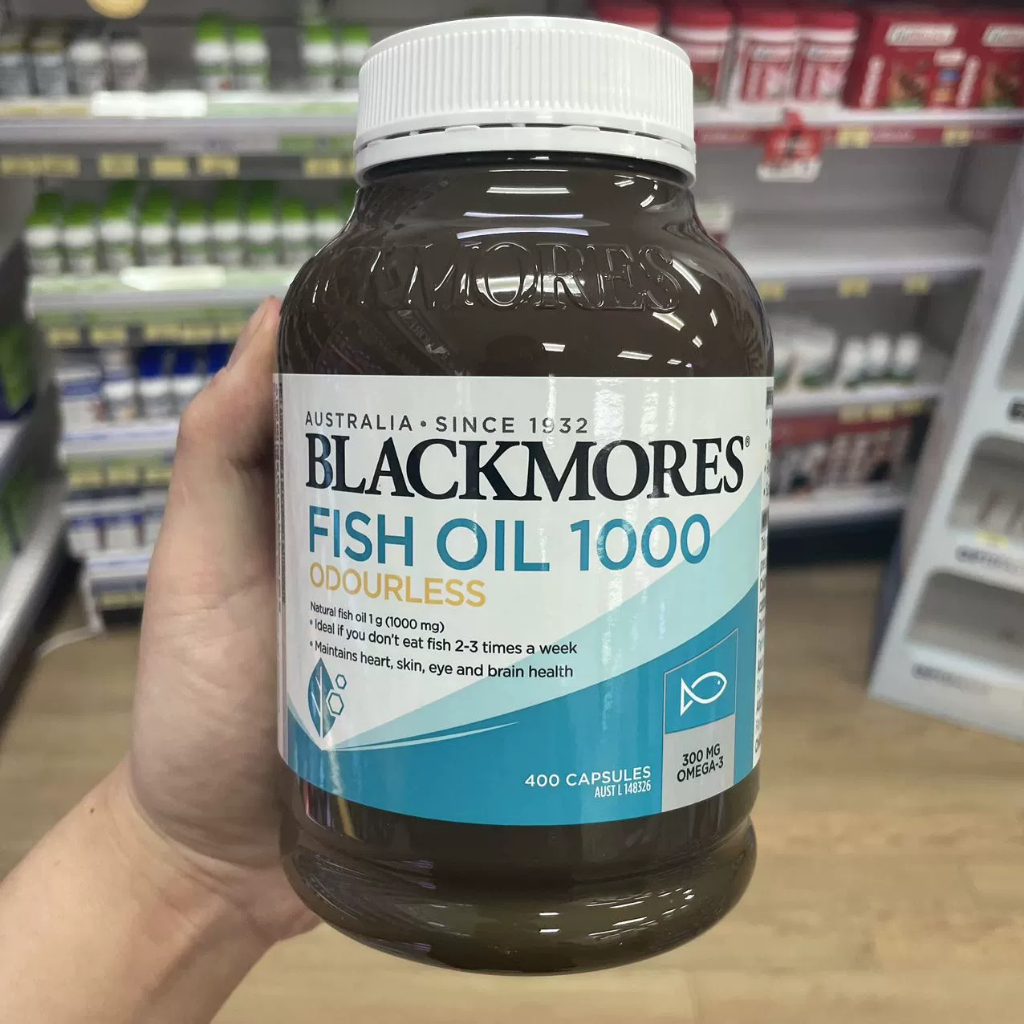 CKMORES
AUSTRALIA • SINCE 1932
BLACKMORES®
FISH OIL 1000
ODOURLESS
Natural fish oil 1 g (1000 mg)
• Ideal if you don't eat fish 2-3 times a week
• Maintains heart, skin, eye and brain health
400 CAPSULES
AUST L 148326
300 MG
OMEGA-3